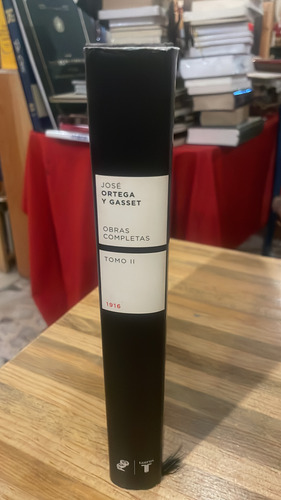 JOSÉ
ORTEGA
Y GASSET
OBRAS
COMPLETAS
TOMO II
1916